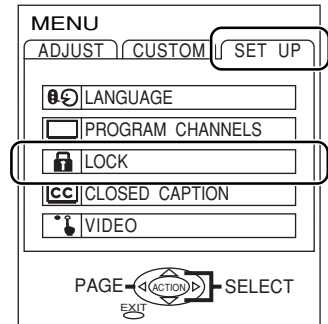 MENU
ADJUST CUSTOM SET UP
LANGUAGE
PROGRAM CHANNELS
LOCK
CC CLOSED CAPTION
VIDEO
PAGE ACTION SELECT
EXIT